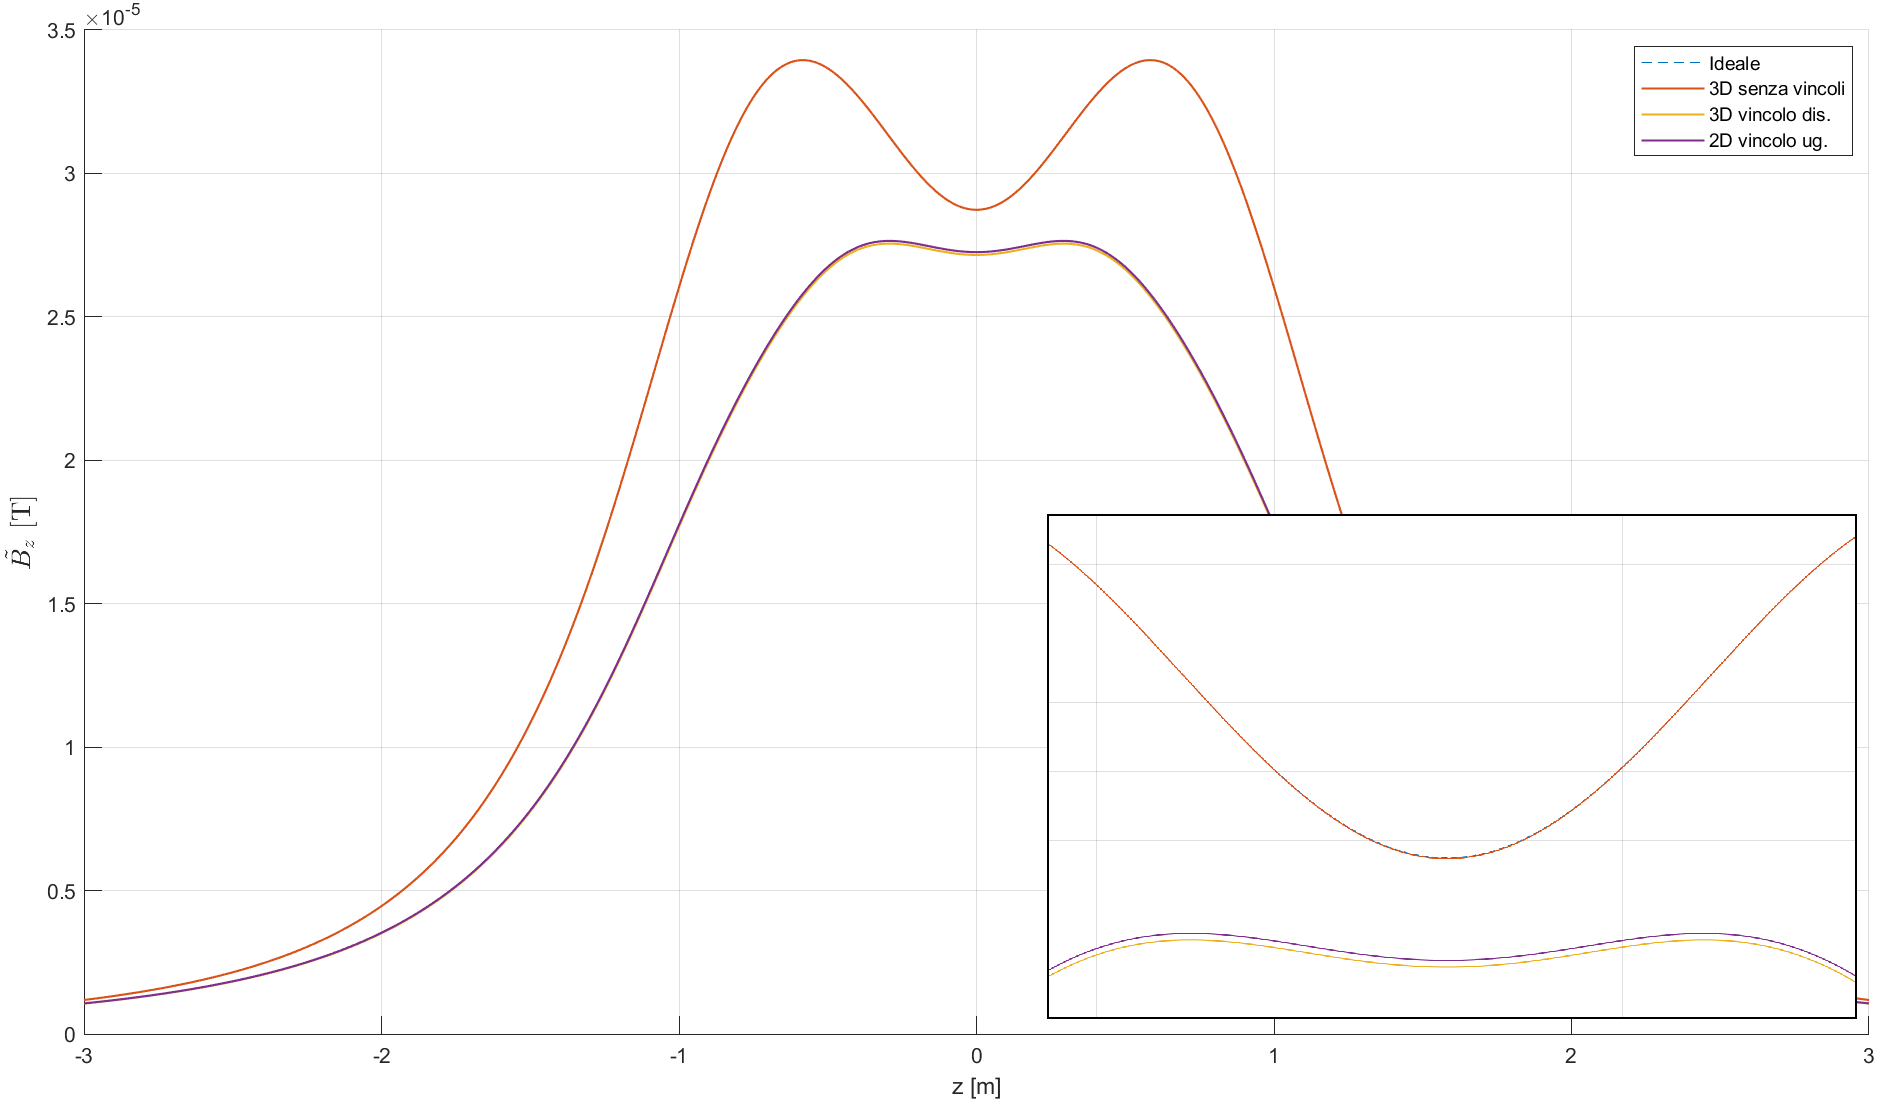 ×10-5
3.5
3
2.5
2
1.5
1
0.5
0
B̃z [T]
-3 -2 -1 0 1 2 3
z [m]
Ideale
3D senza vincoli
3D vincolo dis.
2D vincolo ug.